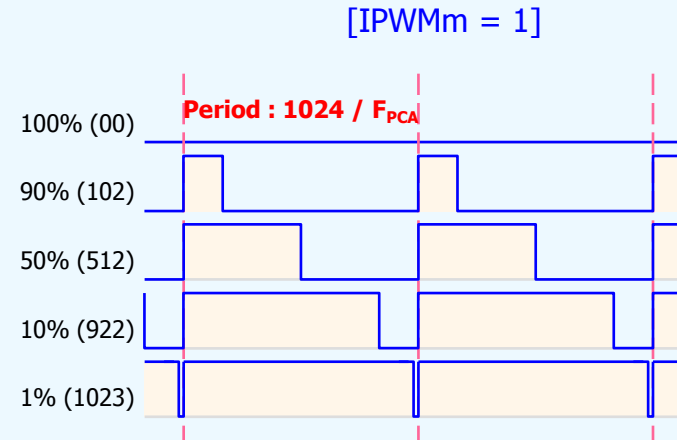 [IPWMm = 1]
Period : 1024 / FPCA
100% (00)
90% (102)
50% (512)
10% (922)
1% (1023)